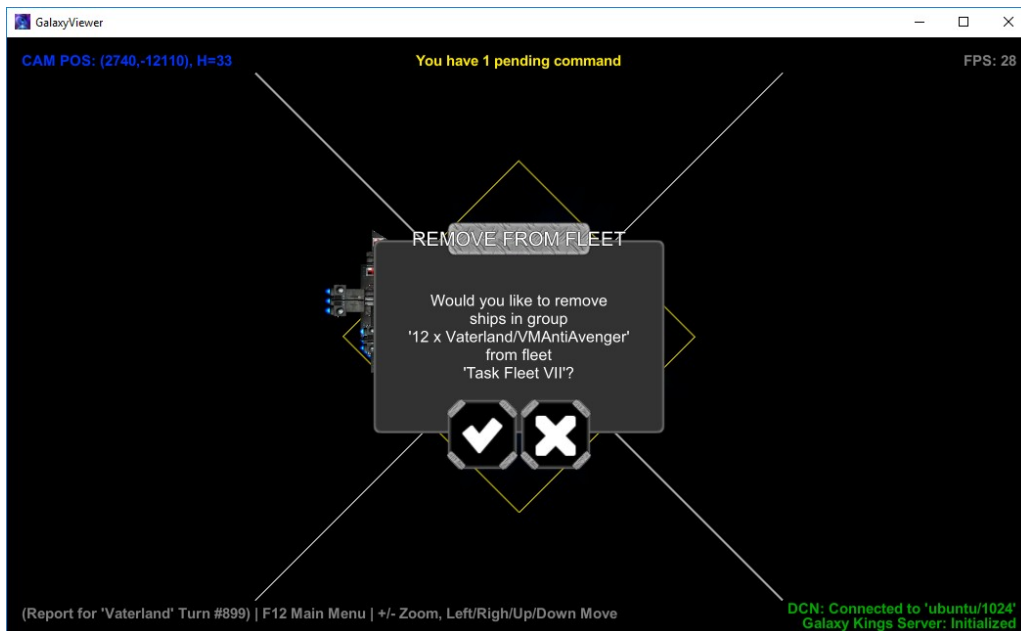 GalaxyViewer
CAM POS: (2740,-12110), H=33
You have 1 pending command
FPS: 28
REMOVE FROM FLEET
Would you like to remove
ships in group
'12 x Vaterland/VMAntiAvenger'
from fleet
'Task Fleet VII'?
(Report for 'Vaterland' Turn #899) | F12 Main Menu | +/- Zoom, Left/Righ/Up/Down Move
DCN: Connected to 'ubuntu/1024'
Galaxy Kings Server: Initialized